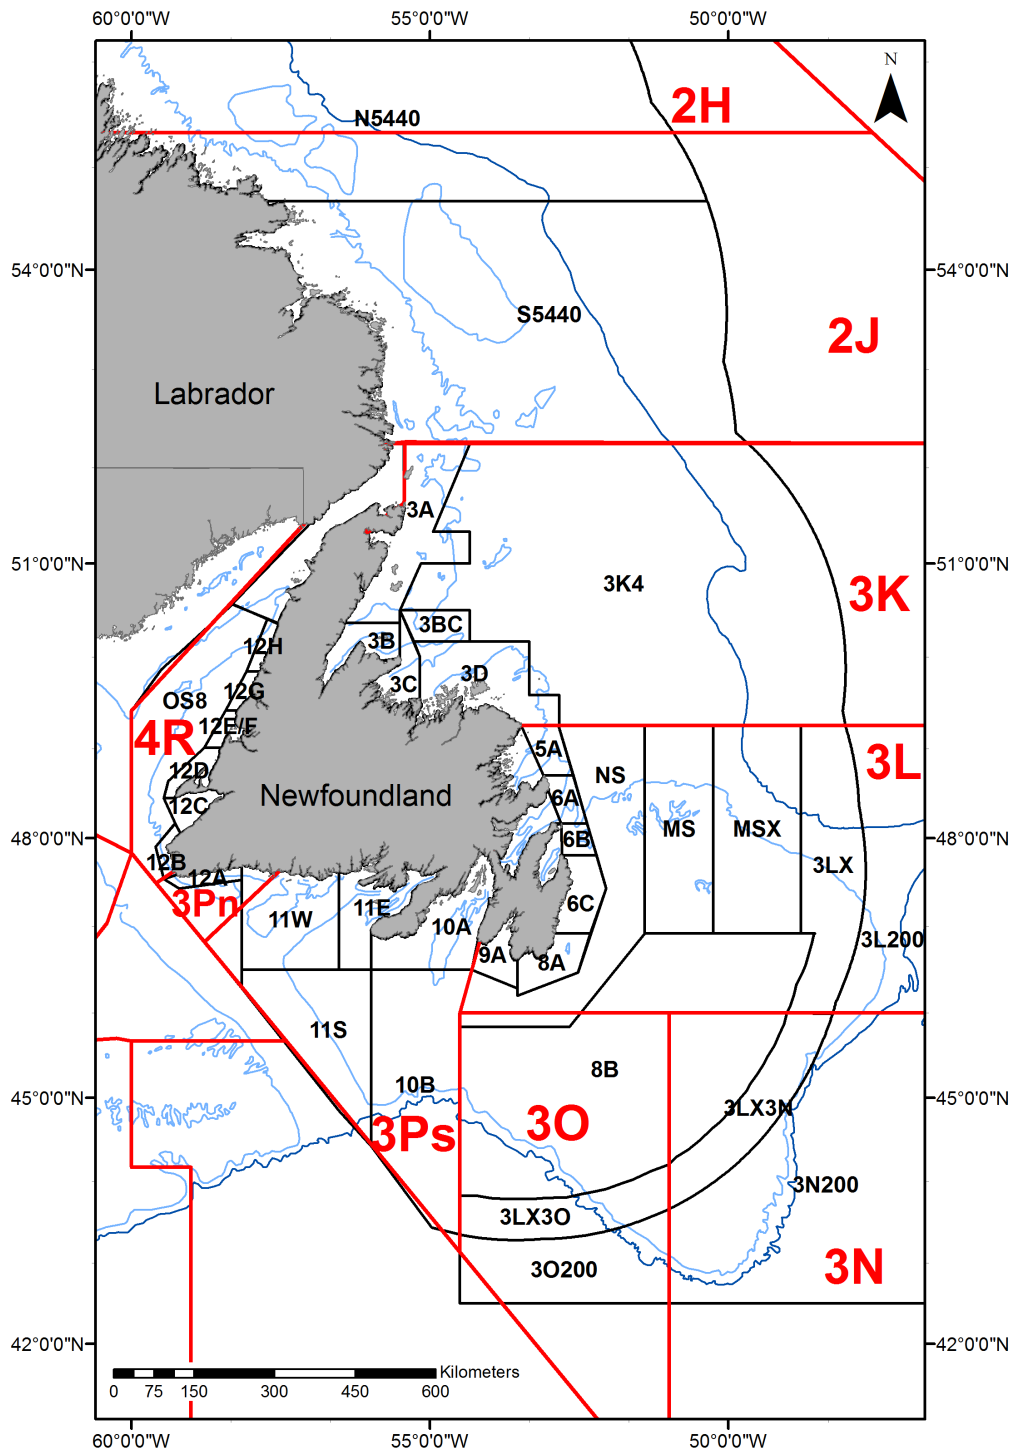 60°0'0"W 55°0'0"W 50°0'0"W
N
2H
N5440
54°0'0"N 54°0'0"N
S5440
2J
Labrador
3A
51°0'0"N 51°0'0"N
3K4
3K
3BC
3B
12H
3D
3C
12G
OS8
12E/F
4R
5A
3L
12D
NS
Newfoundland
6A
12C
MS MSX
48°0'0"N 48°0'0"N
6B
12B
3LX
12A
3Pn
6C
11E
11W
10A
3L200
9A
8A
11S
8B
10B
45°0'0"N 45°0'0"N
3LX3N
3O
3Ps
3N200
3LX3O
3O200
3N
42°0'0"N 42°0'0"N
Kilometers
0 75 150 300 450 600
60°0'0"W 55°0'0"W 50°0'0"W